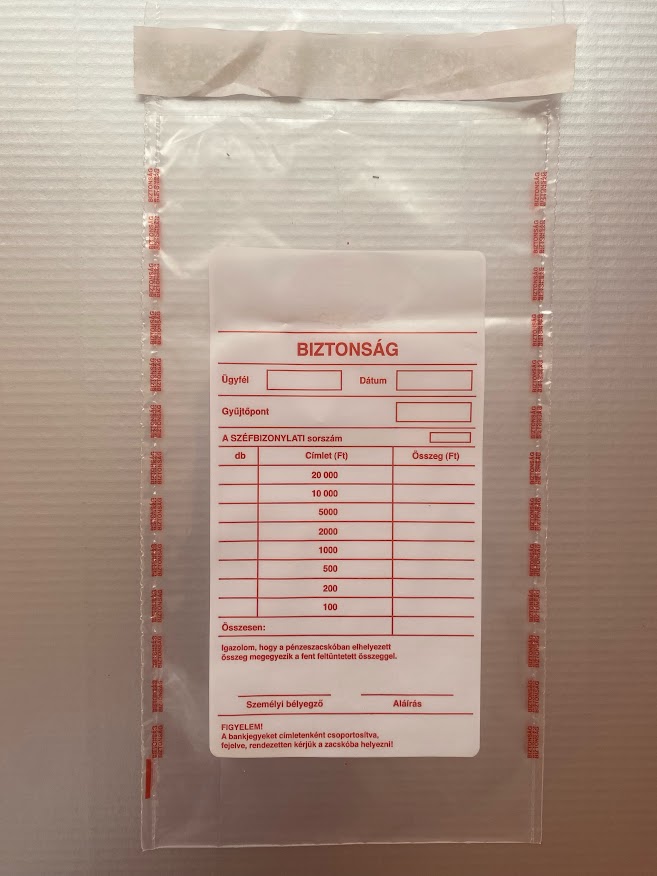 BIZTONSÁG
Ügyfél Dátum
Gyűjtőpont
A SZÉFBIZONYLATI sorszám
db Címlet (Ft) Összeg (Ft)
20 000
10 000
5000
2000
1000
500
200
100
Összesen:
Igazolom, hogy a pénzeszacskóban elhelyezett
összeg megegyezik a fent feltüntetett összeggel.
Személyi bélyegző Aláírás
FIGYELEM!
A bankjegyeket címletenként csoportosítva,
fejelve, rendezetten kérjük a zacskóba helyezni!
BIZTONSÁG
BIZTONSÁG